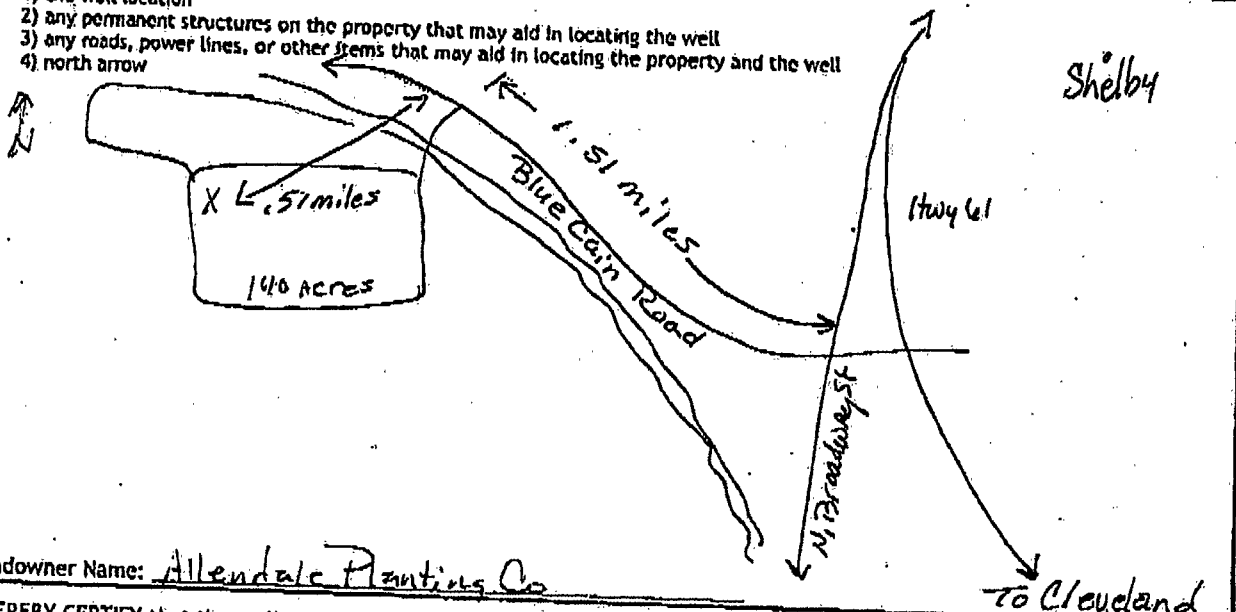 2) any permanent structures on the property that may aid in locating the well
3) any roads, power lines, or other items that may aid in locating the property and the well
4) north arrow
N
Shelby
1.51 miles
Blue Cain Road
Hwy 61
X .51 miles
140 ACRES
N. Broadway St
downer Name: Allendale Planting Co
EREBY CERTIFY
To Cleveland